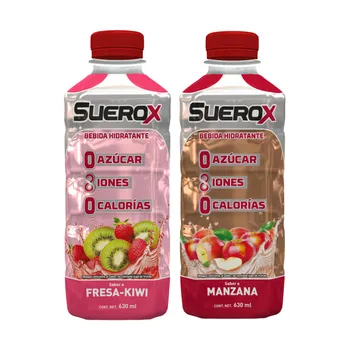 SUEROX
BEBIDA HIDRATANTE
0 AZÚCAR
8 IONES
0 CALORÍAS
Sabor a
FRESA-KIWI
CONT. NET. 630 ml
SUEROX
BEBIDA HIDRATANTE
0 AZÚCAR
8 IONES
0 CALORÍAS
Sabor a
MANZANA
CONT. NET. 630 ml